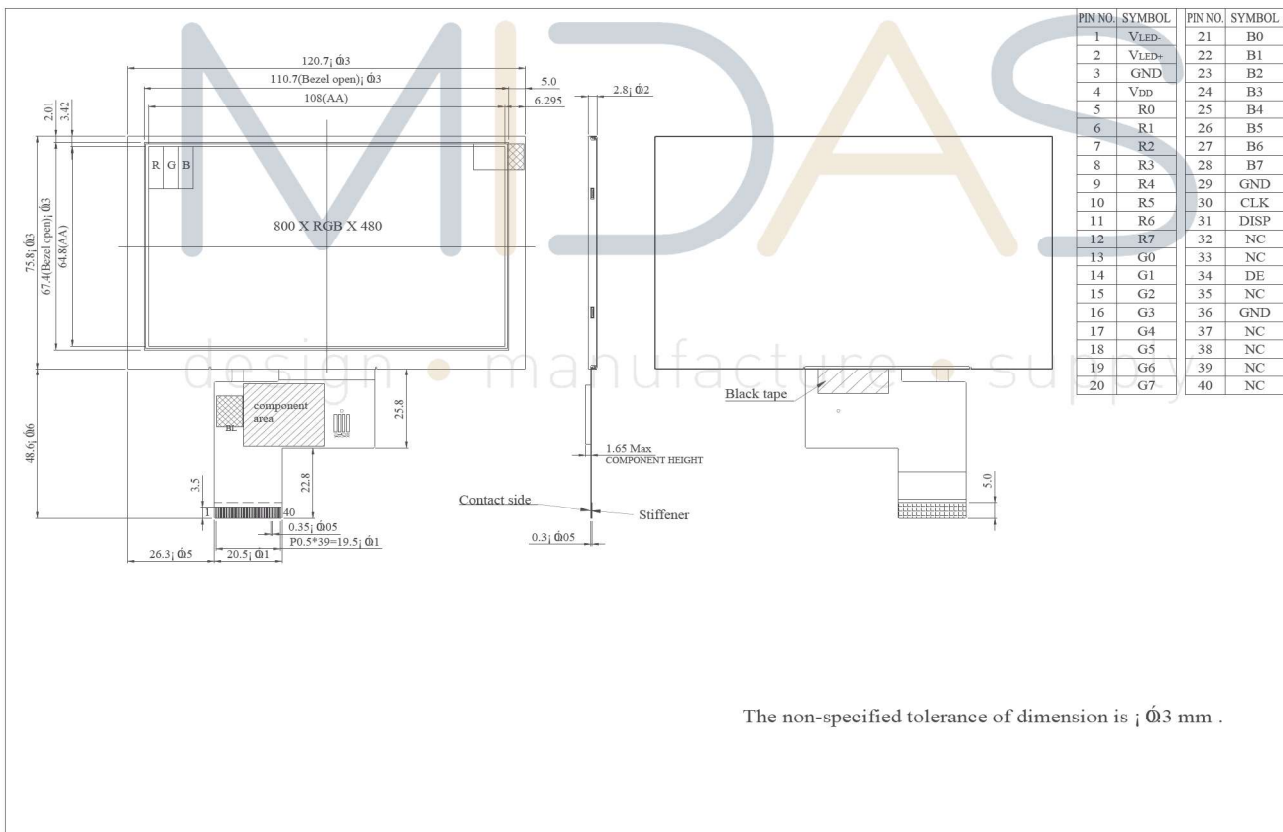 MIDAS
design • manufacture • supply
120.7¡Ó0.3
110.7(Bezel open)¡Ó0.3
5.0
108(AA)
6.295
2.01
3.42
R G B
800 X RGB X 480
75.8¡Ó0.3
67.4(Bezel open)¡Ó0.3
64.8(AA)
48.6¡Ó0.6
component
area
BL
25.8
22.8
3.5
1
40
0.35¡Ó0.05
P0.5*39=19.5¡Ó0.1
26.3¡Ó0.5
20.5¡Ó0.1
2.8¡Ó0.2
1.65 Max
COMPONENT HEIGHT
Contact side
Stiffener
0.3¡Ó0.05
Black tape
5.0
PIN NO. SYMBOL PIN NO. SYMBOL
1 VLED- 21 B0
2 VLED+ 22 B1
3 GND 23 B2
4 VDD 24 B3
5 R0 25 B4
6 R1 26 B5
7 R2 27 B6
8 R3 28 B7
9 R4 29 GND
10 R5 30 CLK
11 R6 31 DISP
12 R7 32 NC
13 G0 33 NC
14 G1 34 DE
15 G2 35 NC
16 G3 36 GND
17 G4 37 NC
18 G5 38 NC
19 G6 39 NC
20 G7 40 NC
The non-specified tolerance of dimension is ¡Ó0.3 mm .